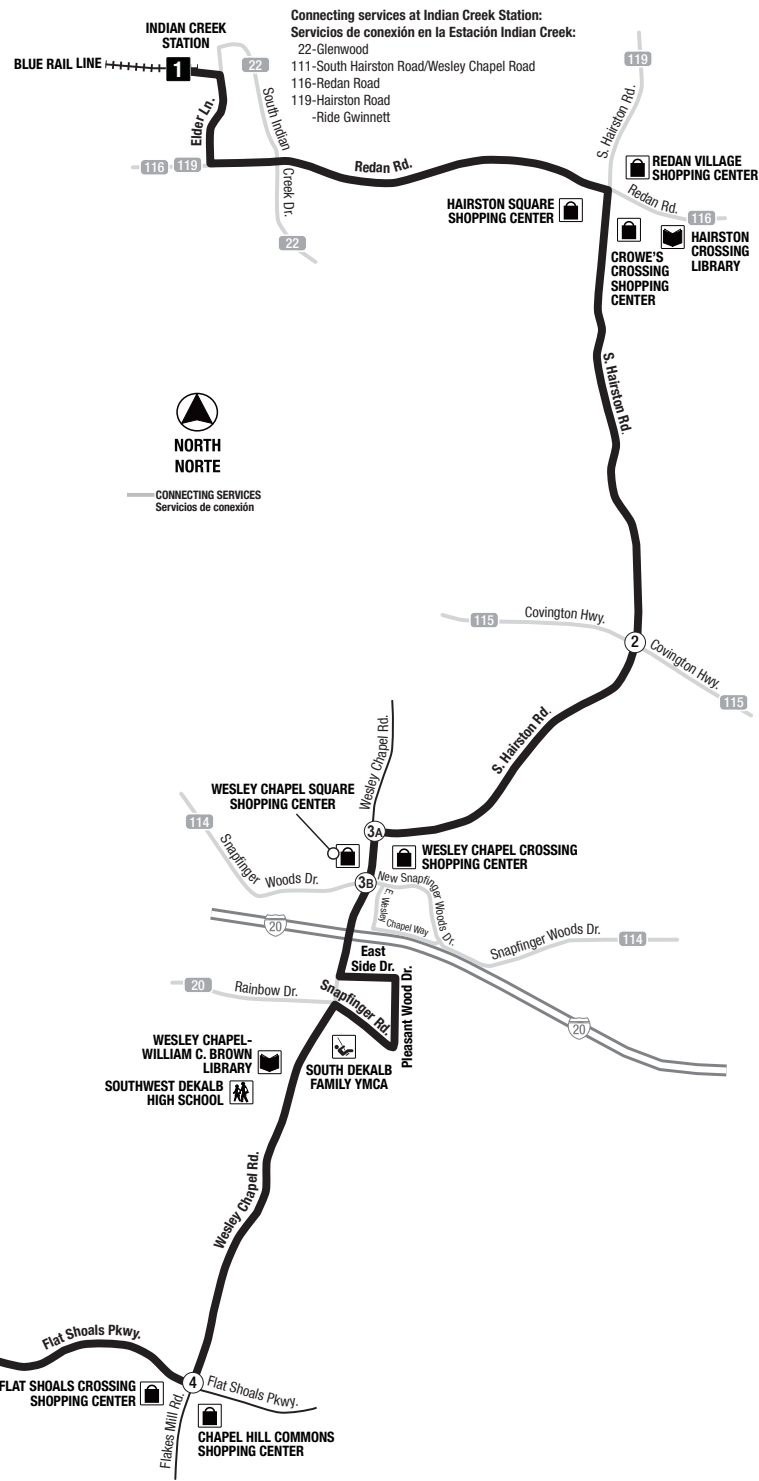 Connecting services at Indian Creek Station:
Servicios de conexión en la Estación Indian Creek:
22-Glenwood
111-South Hairston Road/Wesley Chapel Road
116-Redan Road
119-Hairston Road
-Ride Gwinnett
INDIAN CREEK
STATION
BLUE RAIL LINE
1
22
119
Elder Ln.
South Indian
Creek Dr.
S. Hairston Rd.
116
119
Redan Rd.
REDAN VILLAGE
SHOPPING CENTER
Redan Rd.
116
HAIRSTON SQUARE
SHOPPING CENTER
22
CROWE'S
CROSSING
SHOPPING
CENTER
HAIRSTON
CROSSING
LIBRARY
S. Hairston Rd.
NORTH
NORTE
CONNECTING SERVICES
Servicios de conexión
115
Covington Hwy.
2
Covington Hwy.
115
S. Hairston Rd.
Wesley Chapel Rd.
WESLEY CHAPEL SQUARE
SHOPPING CENTER
114
3A
WESLEY CHAPEL CROSSING
SHOPPING CENTER
Snapfinger
Woods Dr.
3B
New Snapfinger
Woods Dr.
E. Wesley
Chapel Way
20
Snapfinger Woods Dr.
114
East
Side Dr.
20
Rainbow Dr.
Snapfinger Rd.
Pleasant Wood Dr.
20
WESLEY CHAPEL-
WILLIAM C. BROWN
LIBRARY
SOUTH DEKALB
FAMILY YMCA
SOUTHWEST DEKALB
HIGH SCHOOL
Wesley Chapel Rd.
Flat Shoals Pkwy.
4
Flat Shoals Pkwy.
FLAT SHOALS CROSSING
SHOPPING CENTER
Flakes Mill Rd.
CHAPEL HILL COMMONS
SHOPPING CENTER